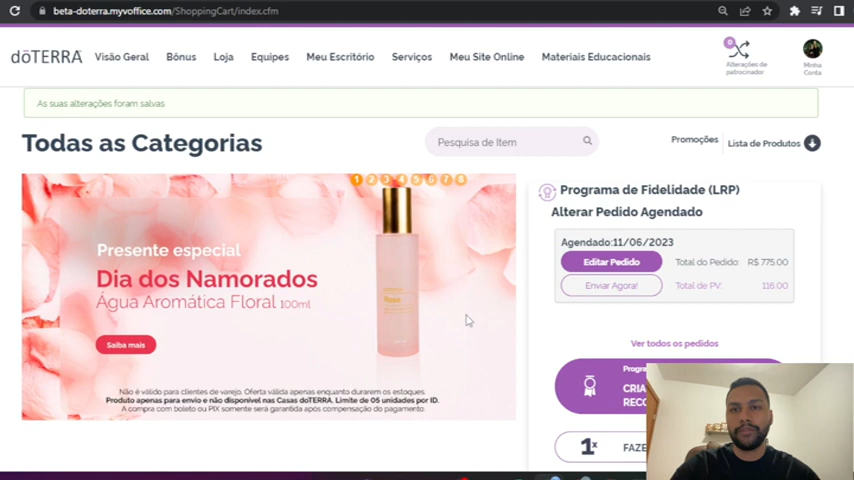 beta-doterra.myvoffice.com/ShoppingCart/index.cfm
dōTERRA
Visão Geral
Bônus
Loja
Equipes
Meu Escritório
Serviços
Meu Site Online
Materiais Educacionais
0
Alterações de
patrocinador
Minha
Conta
As suas alterações foram salvas
Todas as Categorias
Pesquisa de Item
Promoções
Lista de Produtos
1 2 3 4 5 6 7 8
Presente especial
Dia dos Namorados
Água Aromática Floral 100ml
Rose
Saiba mais
Não é válido para clientes de varejo. Oferta válida apenas enquanto durarem os estoques.
Produto apenas para envio e não disponível nas Casas dōTERRA. Limite de 05 unidades por ID.
A compra com boleto ou PIX somente será garantida após compensação do pagamento.
Programa de Fidelidade (LRP)
Alterar Pedido Agendado
Agendado:11/06/2023
Editar Pedido
Total do Pedido:
R$ 775.00
Enviar Agora!
Total de PV:
116.00
Ver todos os pedidos
Progra
CRIA
RECO
1x
FAZE